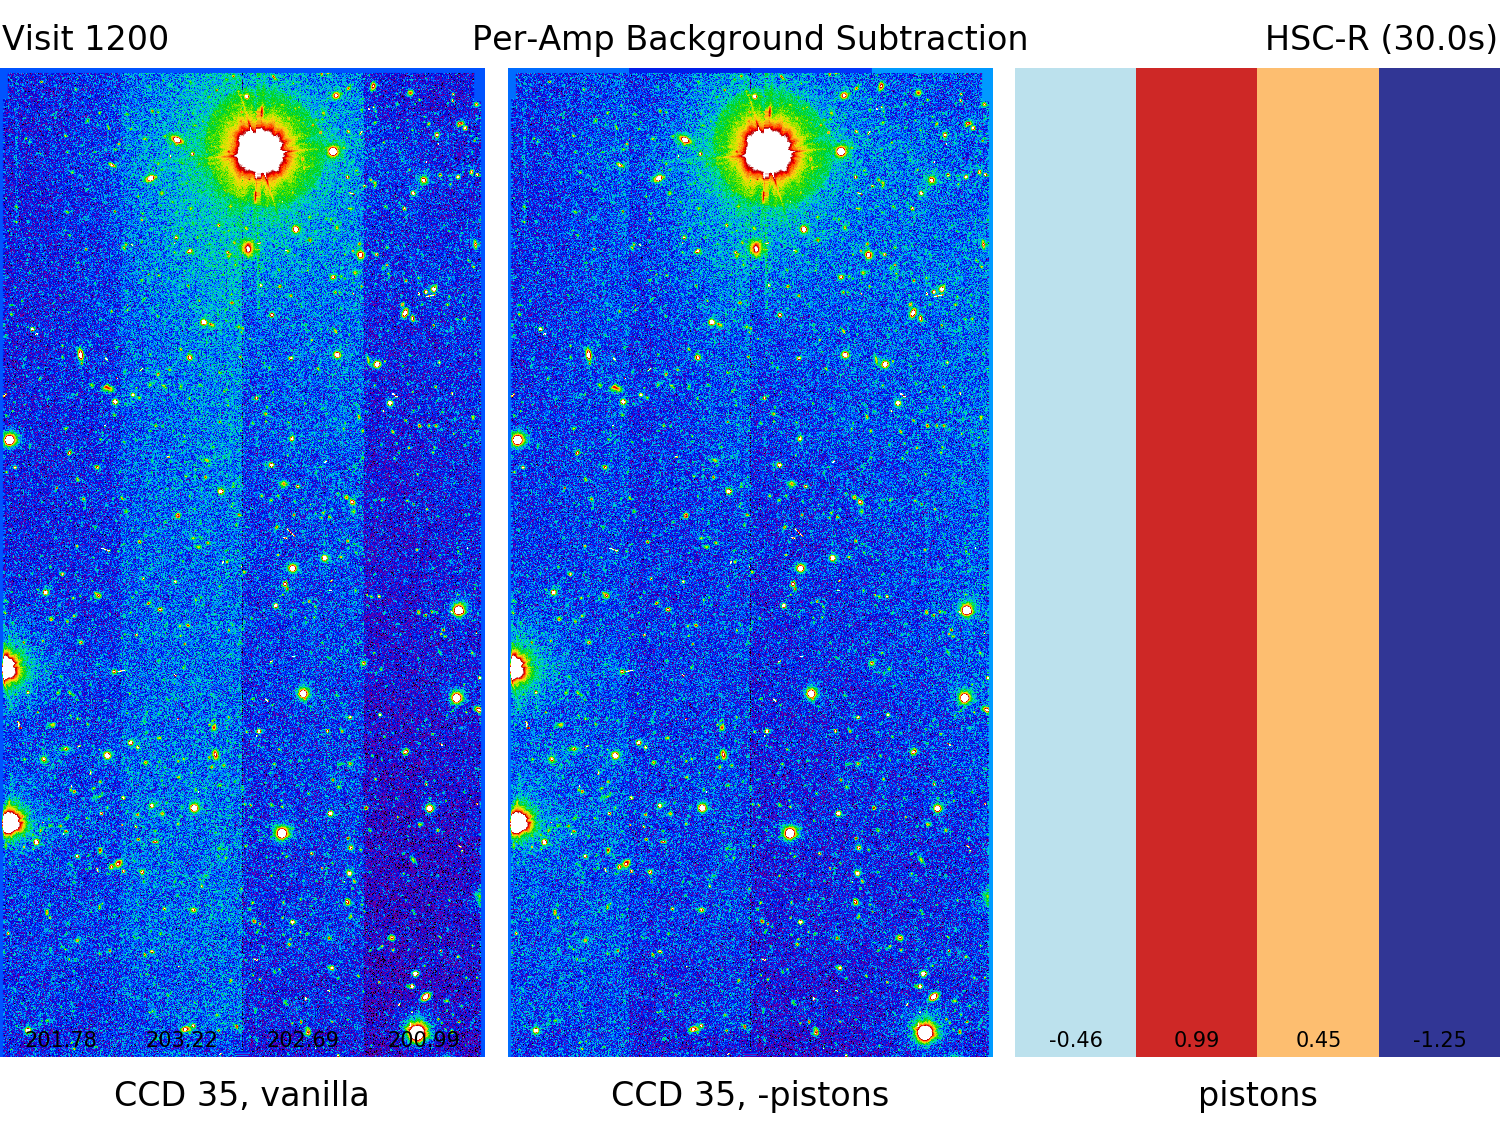 Visit 1200 Per-Amp Background Subtraction HSC-R (30.0s)
201.78 203.22 202.69 200.99 -0.46 0.99 0.45 -1.25
CCD 35, vanilla CCD 35, -pistons pistons